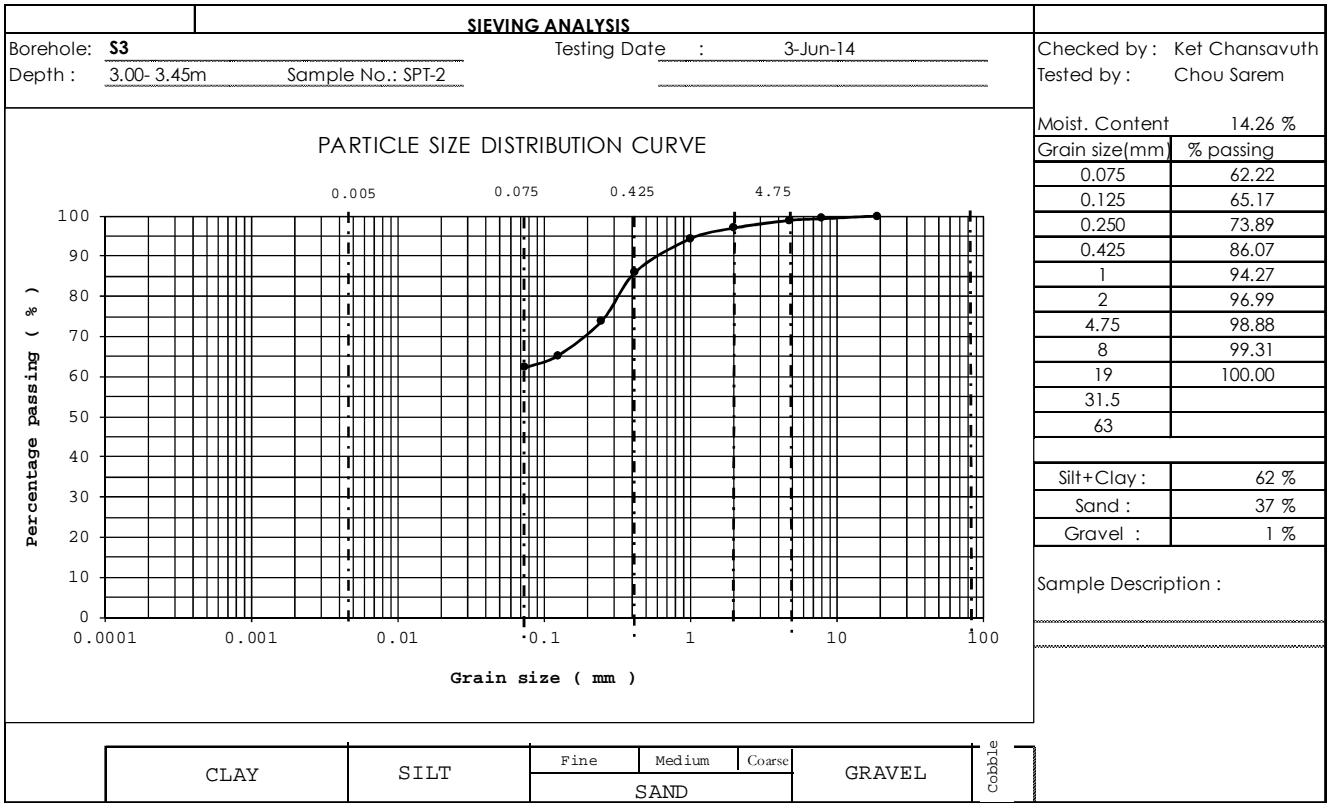 SIEVING ANALYSIS
Borehole: S3 Testing Date : 3-Jun-14
Depth : 3.00- 3.45m Sample No.: SPT-2
Checked by : Ket Chansavuth
Tested by : Chou Sarem
Moist. Content 14.26 %
Grain size(mm) % passing
0.075 62.22
0.125 65.17
0.250 73.89
0.425 86.07
1 94.27
2 96.99
4.75 98.88
8 99.31
19 100.00
31.5
63
Silt+Clay : 62 %
Sand : 37 %
Gravel : 1 %
Sample Description :
PARTICLE SIZE DISTRIBUTION CURVE
0.005 0.075 0.425 4.75
Percentage passing ( % )
100
90
80
70
60
50
40
30
20
10
0
0.0001 0.001 0.01 0.1 1 10 100
Grain size ( mm )
CLAY SILT Fine Medium Coarse SAND GRAVEL Cobble